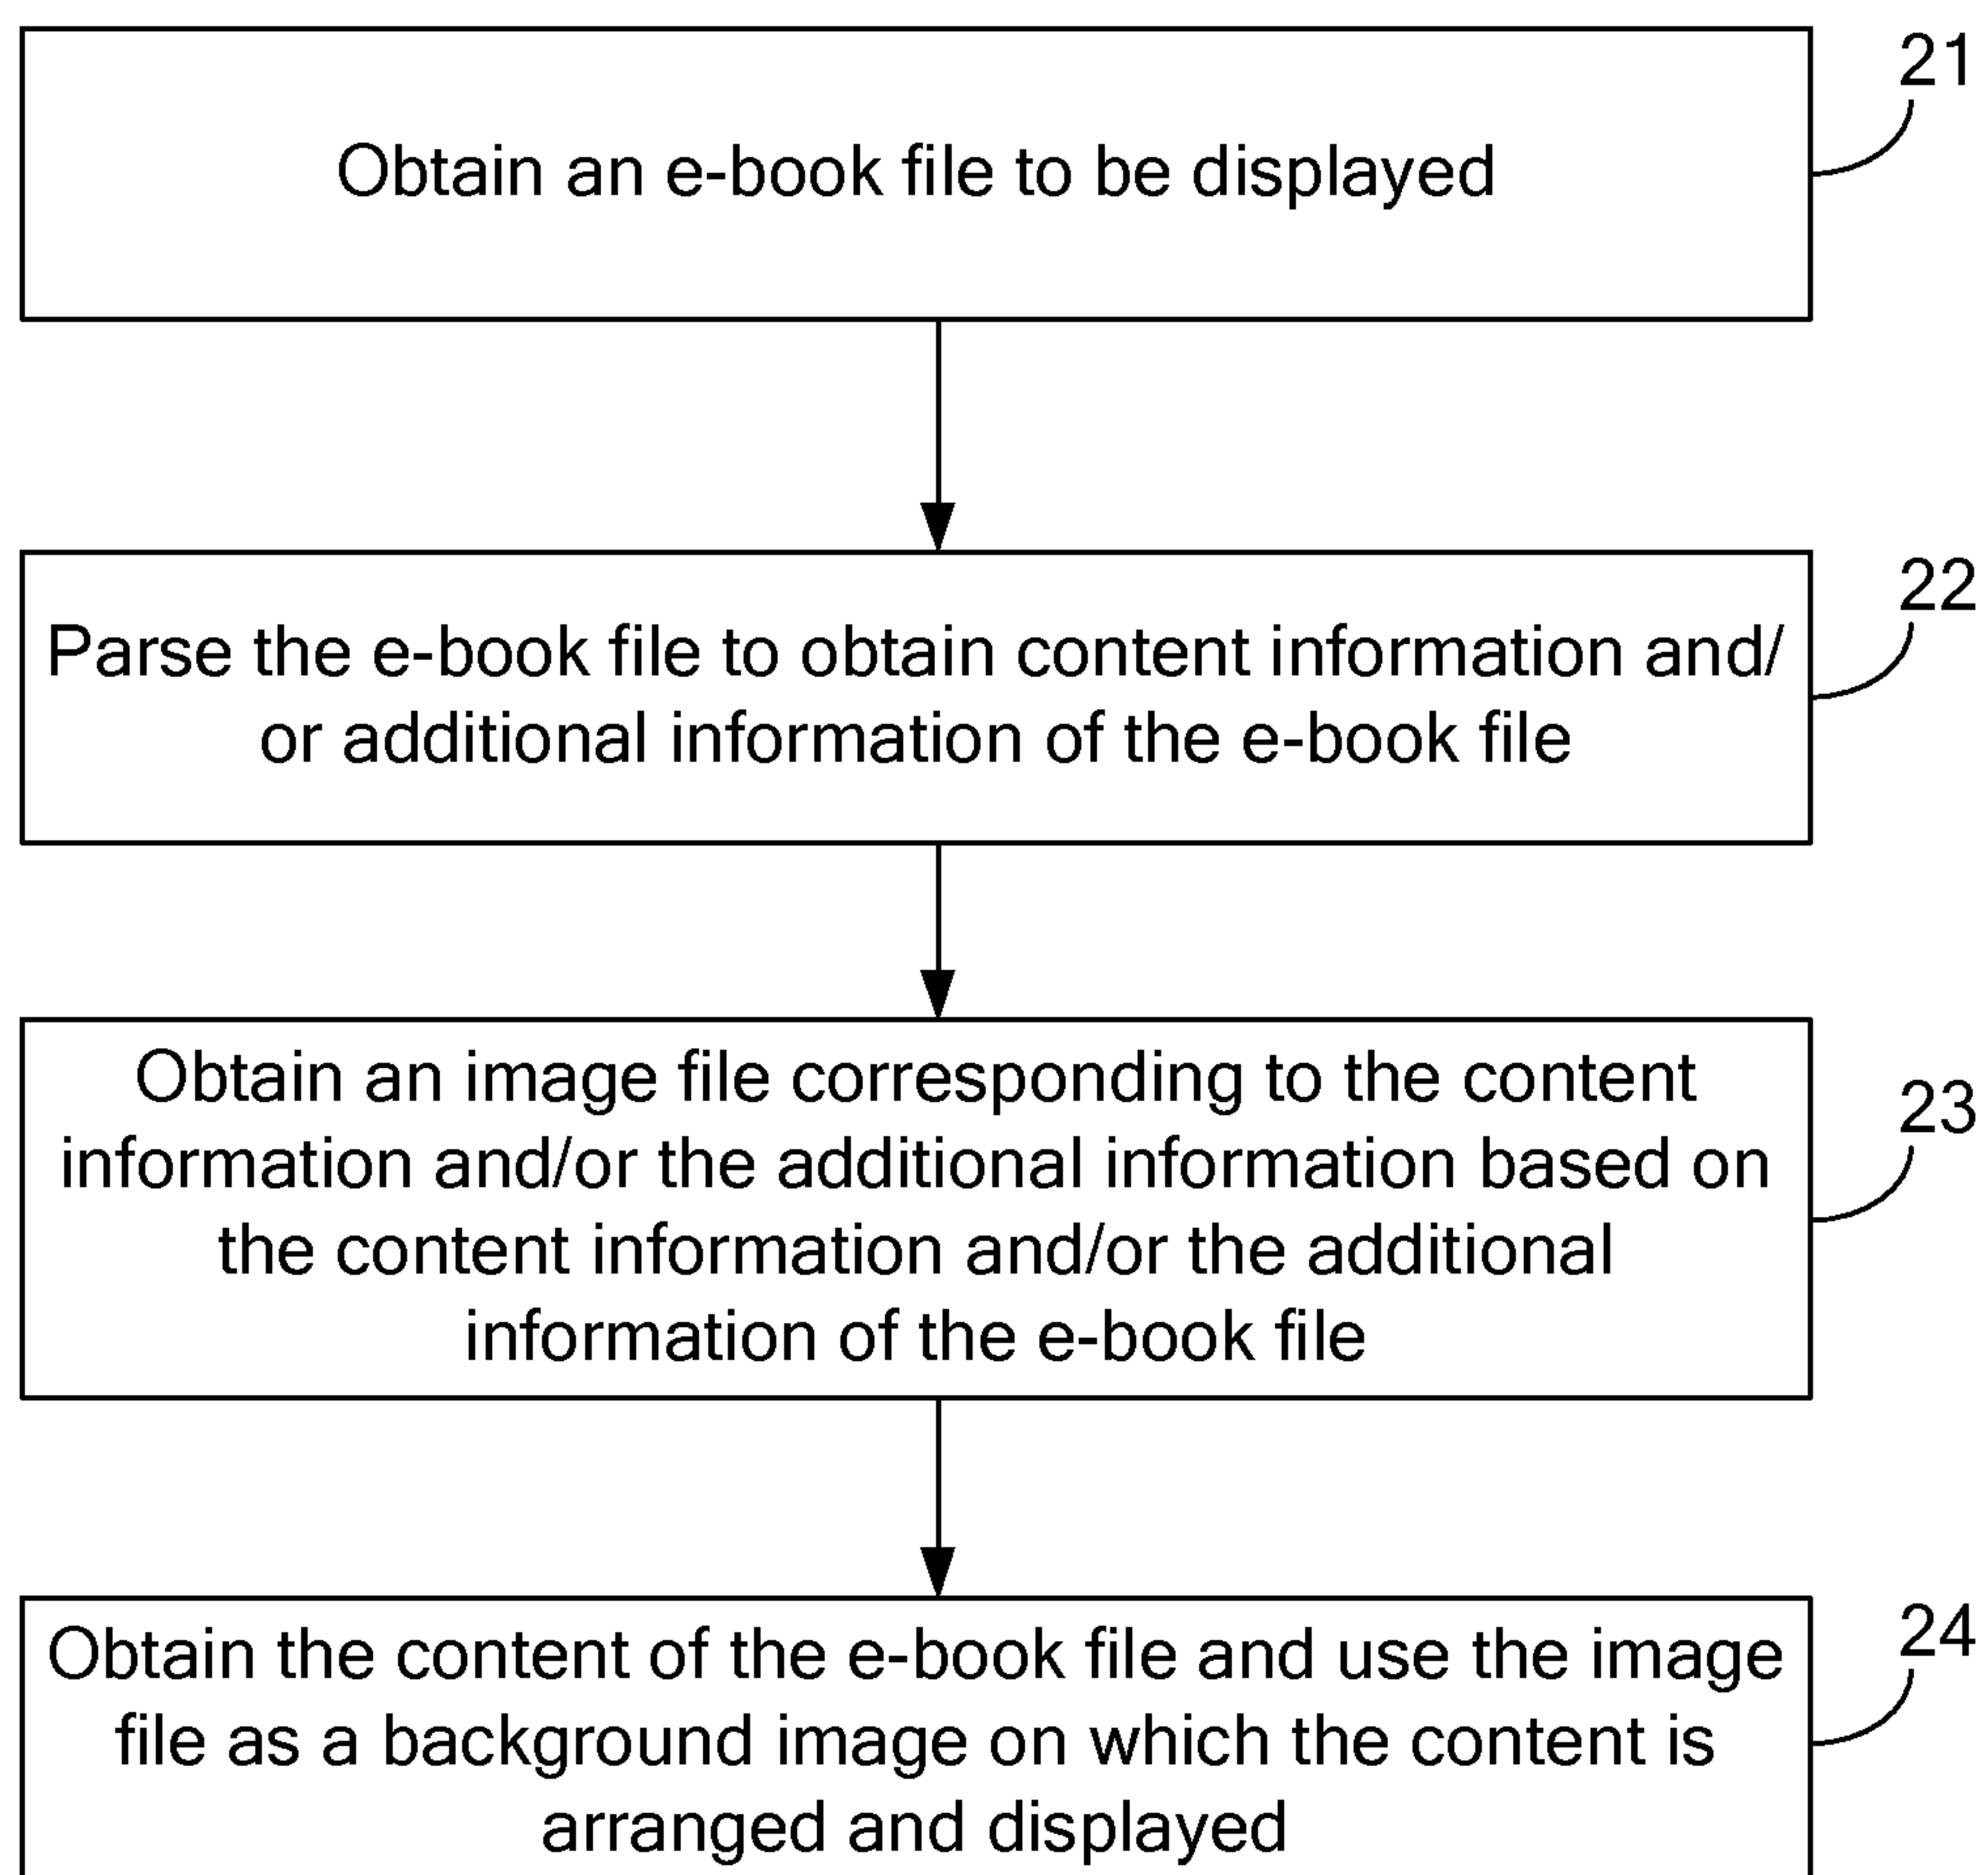 21
Obtain an e-book file to be displayed
22
Parse the e-book file to obtain content information and/
or additional information of the e-book file
23
Obtain an image file corresponding to the content
information and/or the additional information based on
the content information and/or the additional
information of the e-book file
24
Obtain the content of the e-book file and use the image
file as a background image on which the content is
arranged and displayed